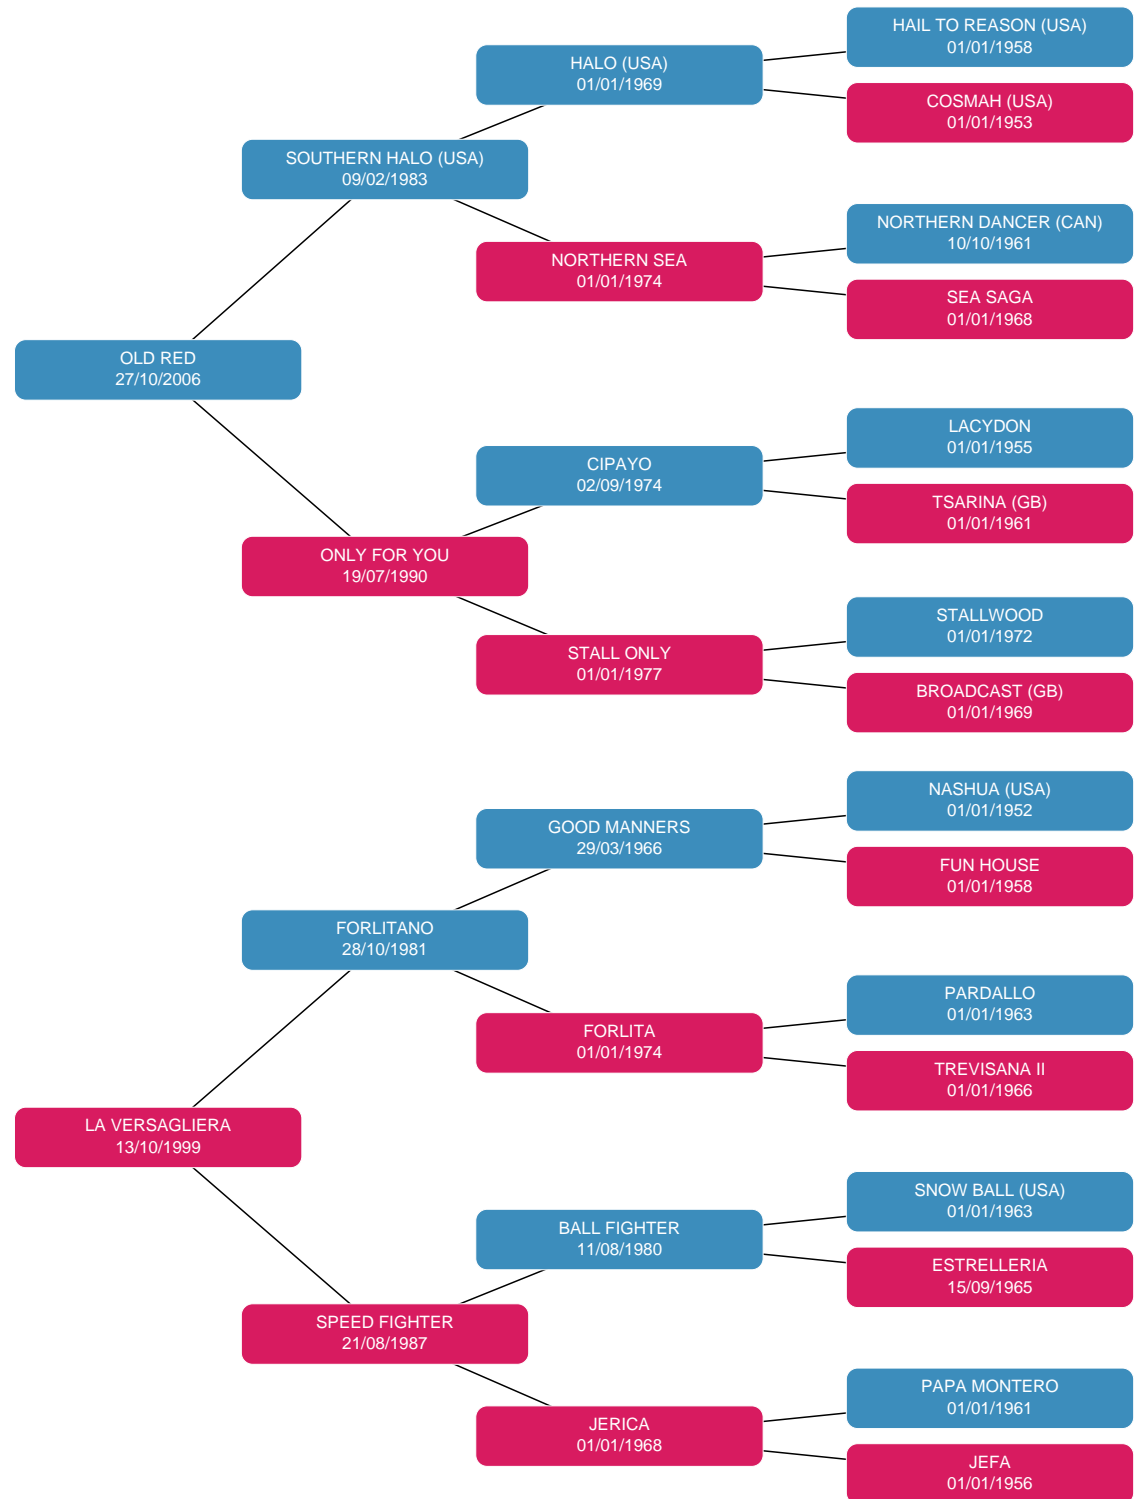 HAIL TO REASON (USA)
01/01/1958
HALO (USA)
01/01/1969
COSMAH (USA)
01/01/1953
SOUTHERN HALO (USA)
09/02/1983
NORTHERN DANCER (CAN)
10/10/1961
NORTHERN SEA
01/01/1974
SEA SAGA
01/01/1968
OLD RED
27/10/2006
LACYDON
01/01/1955
CIPAYO
02/09/1974
TSARINA (GB)
01/01/1961
ONLY FOR YOU
19/07/1990
STALLWOOD
01/01/1972
STALL ONLY
01/01/1977
BROADCAST (GB)
01/01/1969
NASHUA (USA)
01/01/1952
GOOD MANNERS
29/03/1966
FUN HOUSE
01/01/1958
FORLITANO
28/10/1981
PARDALLO
01/01/1963
FORLITA
01/01/1974
TREVISANA II
01/01/1966
LA VERSAGLIERA
13/10/1999
SNOW BALL (USA)
01/01/1963
BALL FIGHTER
11/08/1980
ESTRELLERIA
15/09/1965
SPEED FIGHTER
21/08/1987
PAPA MONTERO
01/01/1961
JERICA
01/01/1968
JEFA
01/01/1956